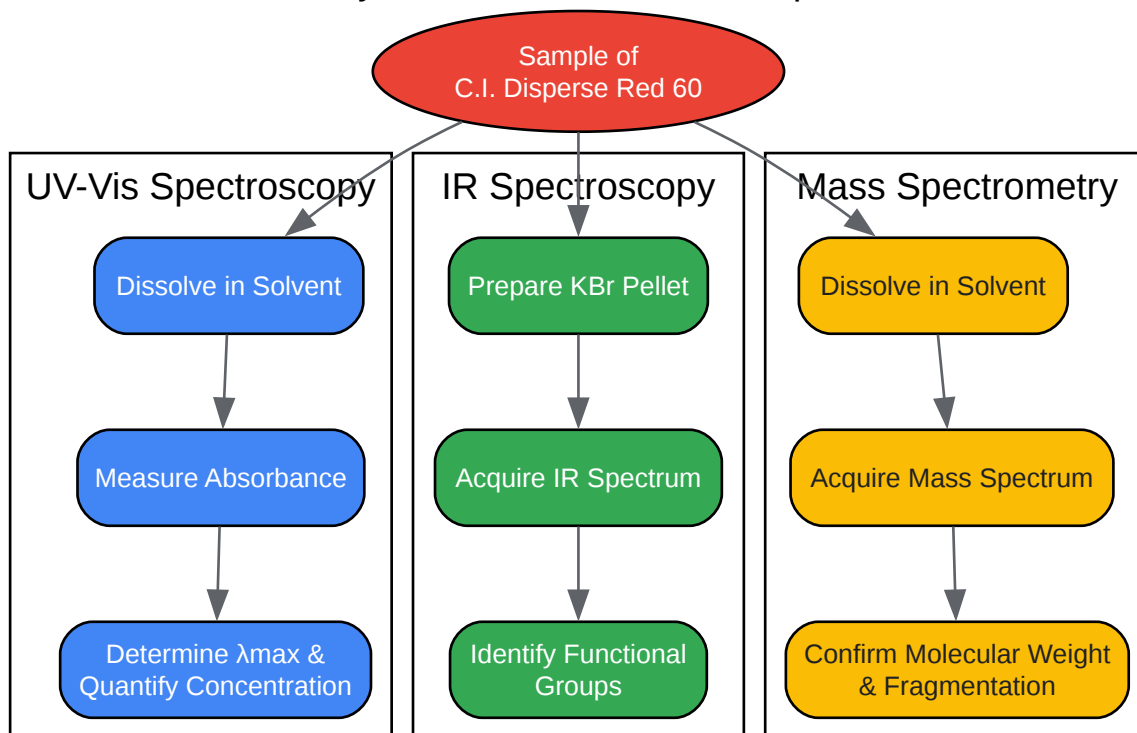 Sample of
C.I. Disperse Red 60
UV-Vis Spectroscopy
IR Spectroscopy
Mass Spectrometry
Dissolve in Solvent
Prepare KBr Pellet
Dissolve in Solvent
Measure Absorbance
Acquire IR Spectrum
Acquire Mass Spectrum
Determine λmax &
Quantify Concentration
Identify Functional
Groups
Confirm Molecular Weight
& Fragmentation